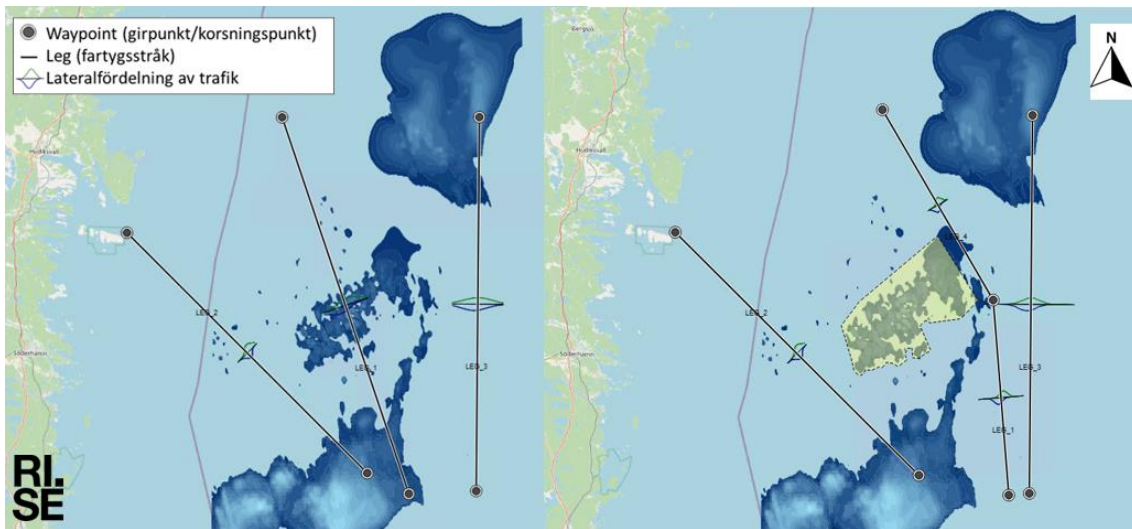 Waypoint (girpunkt/korsningspunkt)
Leg (fartygsstråk)
Lateralfördelning av trafik
N
Bergsjö
Hudiksvall
Hudiksvall
LEG_4
LEG_2
LEG_2
Söderhamn
Söderhamn
LEG_1
LEG_3
LEG_3
LEG_1
RI.
SE